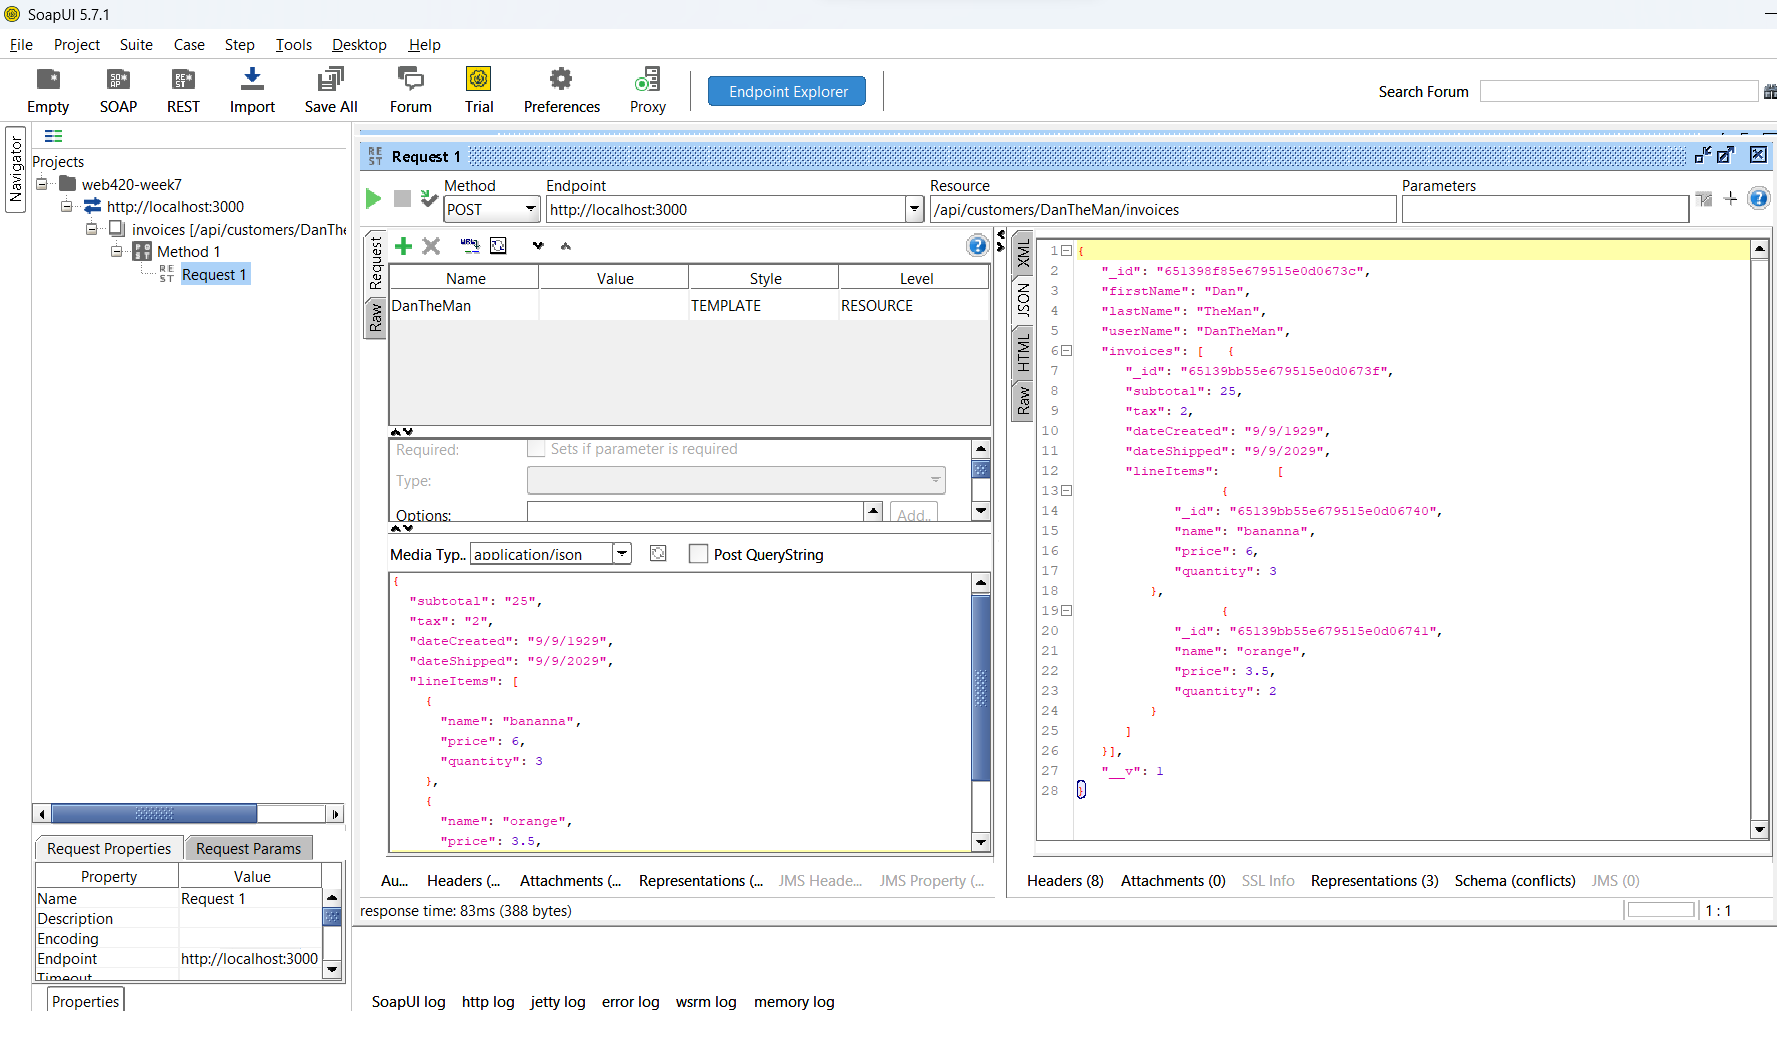 SoapUI 5.7.1
File Project Suite Case Step Tools Desktop Help
Empty SOAP REST Import Save All Forum Trial Preferences Proxy Endpoint Explorer Search Forum
Navigator
Projects
web420-week7
http://localhost:3000
invoices [/api/customers/DanThe
Method 1
Request 1
REST Request 1
Method Endpoint Resource Parameters
POST http://localhost:3000 /api/customers/DanTheMan/invoices
Request
Raw
Name Value Style Level
DanTheMan TEMPLATE RESOURCE
Required: Sets if parameter is required
Type:
Options: Add..
Media Typ.. application/json Post QueryString
{
"subtotal": "25",
"tax": "2",
"dateCreated": "9/9/1929",
"dateShipped": "9/9/2029",
"lineItems": [
{
"name": "bananna",
"price": 6,
"quantity": 3
},
{
"name": "orange",
"price": 3.5,
Au... Headers (... Attachments (... Representations (... JMS Heade... JMS Property (...
XML
JSON
HTML
Raw
1 {
2 "_id": "651398f85e679515e0d0673c",
3 "firstName": "Dan",
4 "lastName": "TheMan",
5 "userName": "DanTheMan",
6 "invoices": [ {
7 "_id": "65139bb55e679515e0d0673f",
8 "subtotal": 25,
9 "tax": 2,
10 "dateCreated": "9/9/1929",
11 "dateShipped": "9/9/2029",
12 "lineItems": [
13 {
14 "_id": "65139bb55e679515e0d06740",
15 "name": "bananna",
16 "price": 6,
17 "quantity": 3
18 },
19 {
20 "_id": "65139bb55e679515e0d06741",
21 "name": "orange",
22 "price": 3.5,
23 "quantity": 2
24 }
25 ]
26 }],
27 "__v": 1
28 }
Headers (8) Attachments (0) SSL Info Representations (3) Schema (conflicts) JMS (0)
response time: 83ms (388 bytes)
1 : 1
Request Properties Request Params
Property Value
Name Request 1
Description
Encoding
Endpoint http://localhost:3000
Timeout
Properties
SoapUI log http log jetty log error log wsrm log memory log